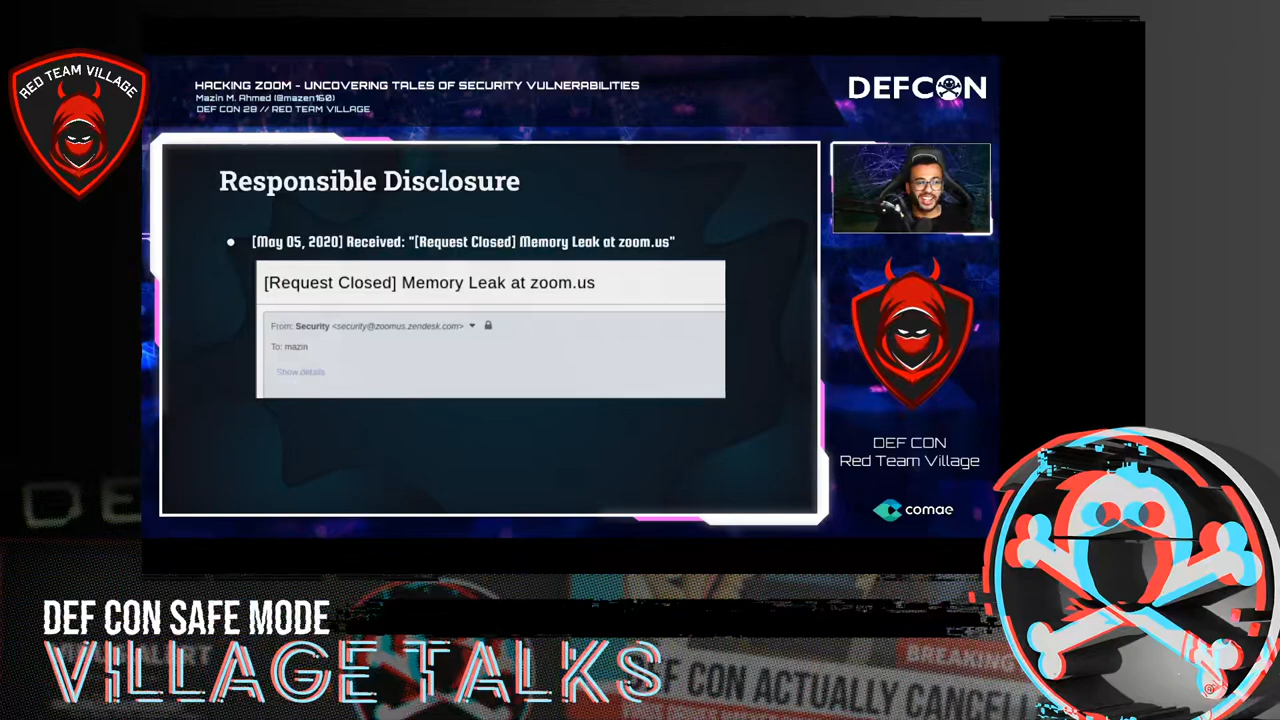 RED TEAM VILLAGE
HACKING ZOOM - UNCOVERING TALES OF SECURITY VULNERABILITIES
Mazin M. Ahmed (@mazen160)
DEF CON 28 // RED TEAM VILLAGE
DEFCON
Responsible Disclosure
[May 05, 2020] Received: "[Request Closed] Memory Leak at zoom.us"
[Request Closed] Memory Leak at zoom.us
From: Security <security@zoomus.zendesk.com>
To: mazin
Show details
DEF CON
Red Team Village
comae
DEF CON SAFE MODE
VILLAGE TALKS
BREAKING
DEF CON ACTUALLY CANCELL